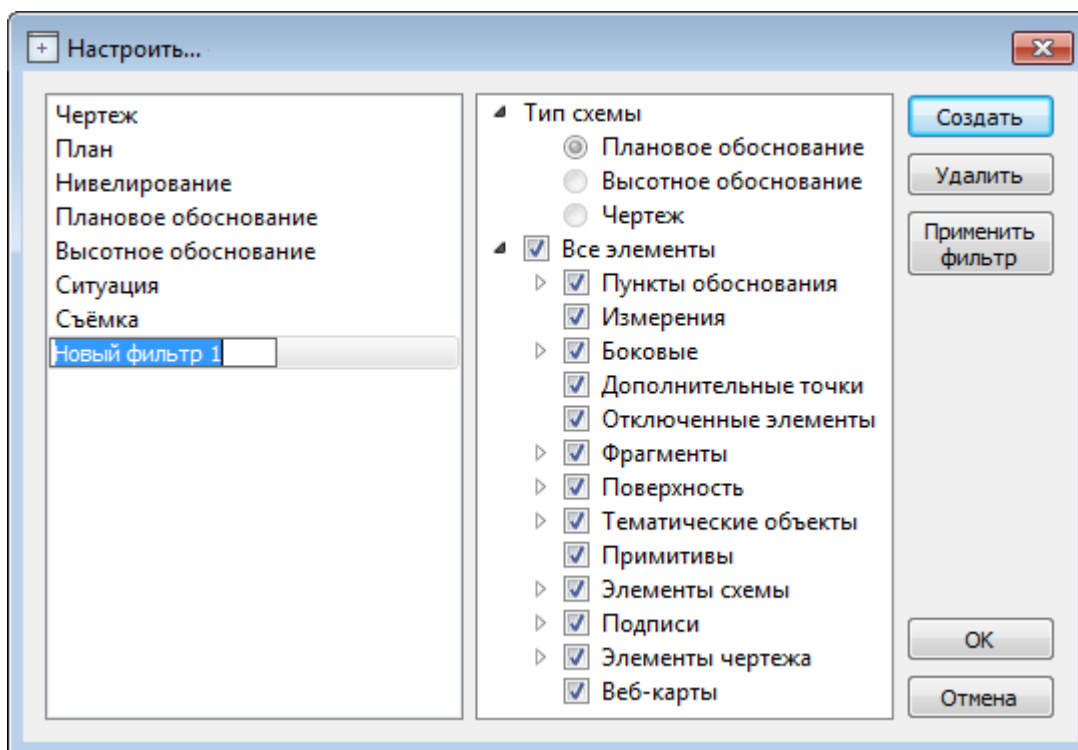 Настроить...
Чертеж
План
Нивелирование
Плановое обоснование
Высотное обоснование
Ситуация
Съёмка
Новый фильтр 1
Тип схемы
Плановое обоснование
Высотное обоснование
Чертеж
Все элементы
Пункты обоснования
Измерения
Боковые
Дополнительные точки
Отключенные элементы
Фрагменты
Поверхность
Тематические объекты
Примитивы
Элементы схемы
Подписи
Элементы чертежа
Веб-карты
Создать
Удалить
Применить
фильтр
ОК
Отмена